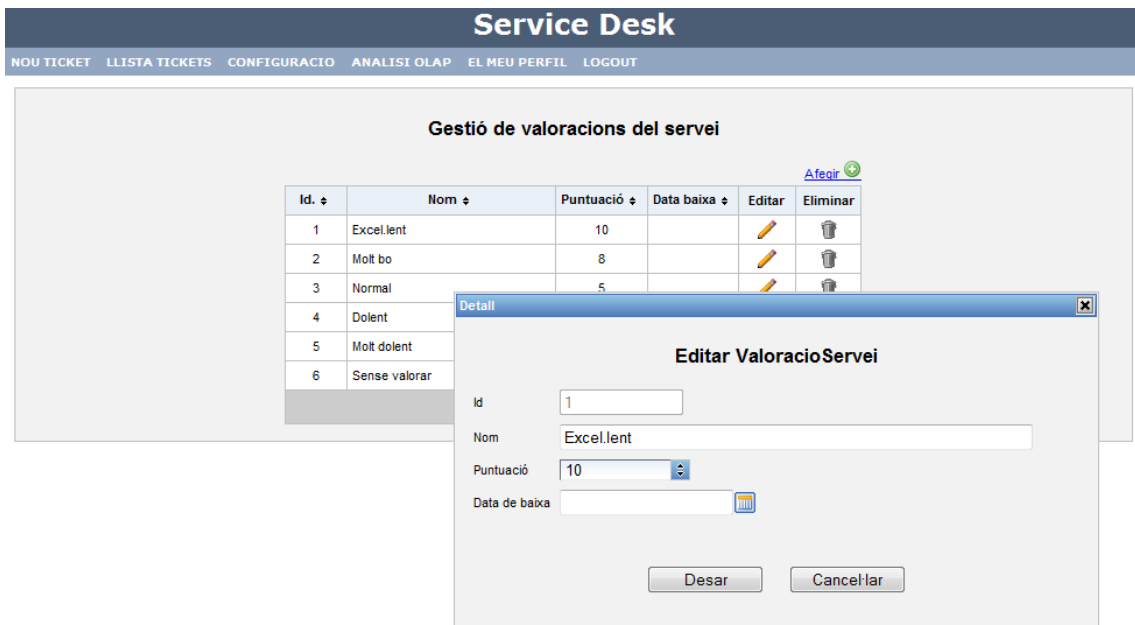 Service Desk
NOU TICKET LLISTA TICKETS CONFIGURACIO ANALISI OLAP EL MEU PERFIL LOGOUT
Gestió de valoracions del servei
Afegir
Id. Nom Puntuació Data baixa Editar Eliminar
1 Excel.lent 10
2 Molt bo 8
3 Normal 5
4 Dolent
5 Molt dolent
6 Sense valorar
Detall
Editar ValoracioServei
Id 1
Nom Excel.lent
Puntuació 10
Data de baixa
Desar Cancel·lar